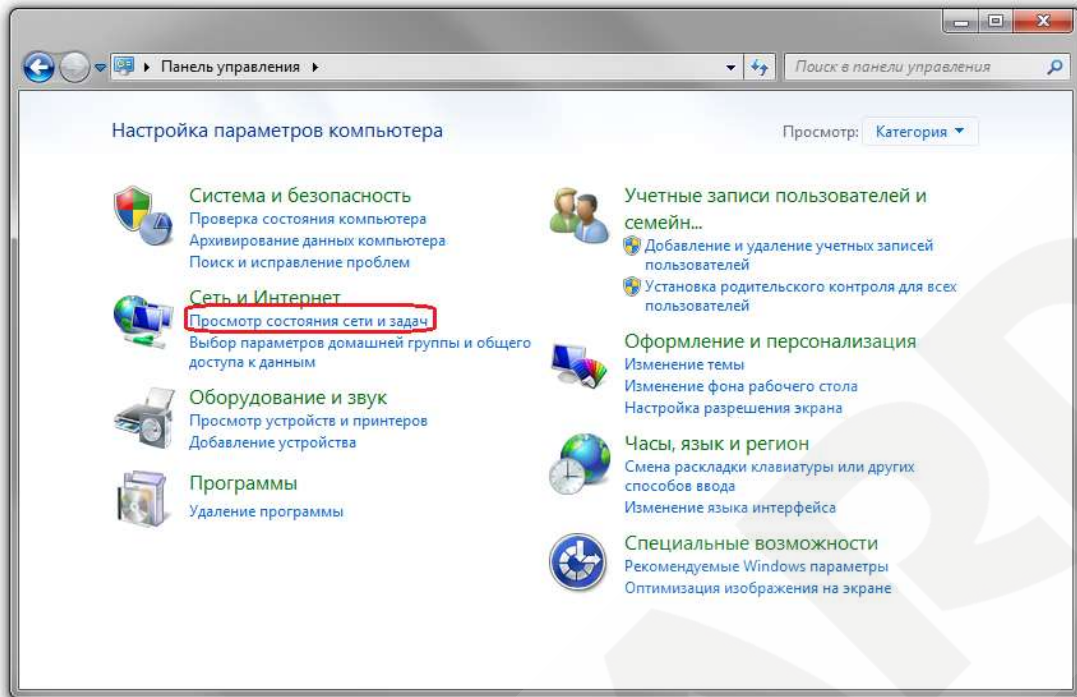 Панель управления
Поиск в панели управления
Настройка параметров компьютера
Просмотр: Категория
Система и безопасность
Проверка состояния компьютера
Архивирование данных компьютера
Поиск и исправление проблем
Сеть и Интернет
Просмотр состояния сети и задач
Выбор параметров домашней группы и общего
доступа к данным
Оборудование и звук
Просмотр устройств и принтеров
Добавление устройства
Программы
Удаление программы
Учетные записи пользователей и
семейн...
Добавление и удаление учетных записей
пользователей
Установка родительского контроля для всех
пользователей
Оформление и персонализация
Изменение темы
Изменение фона рабочего стола
Настройка разрешения экрана
Часы, язык и регион
Смена раскладки клавиатуры или других
способов ввода
Изменение языка интерфейса
Специальные возможности
Рекомендуемые Windows параметры
Оптимизация изображения на экране